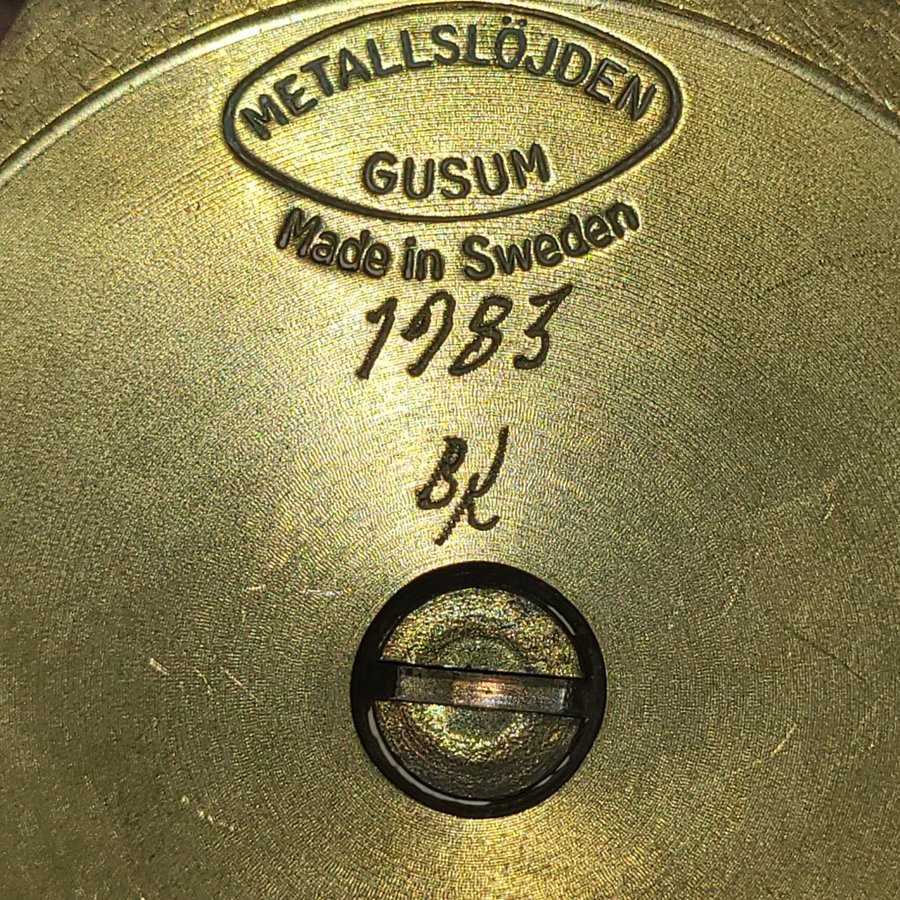 METALLSLÖJDEN
GUSUM
Made in Sweden
1983
BK